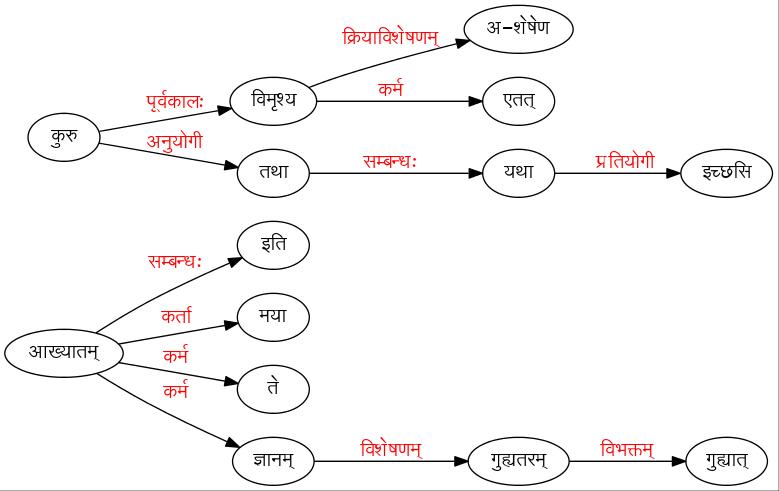 अ-शेषेण
क्रियाविशेषणम्
पूर्वकालः विमृश्य कर्म एतत्
कुरु
अनुयोगी तथा सम्बन्धः यथा प्रतियोगी इच्छसि
इति
सम्बन्धः
कर्ता मया
आख्यातम्
कर्म ते
कर्म
ज्ञानम् विशेषणम् गुह्यतरम् विभक्तम् गुह्यात्